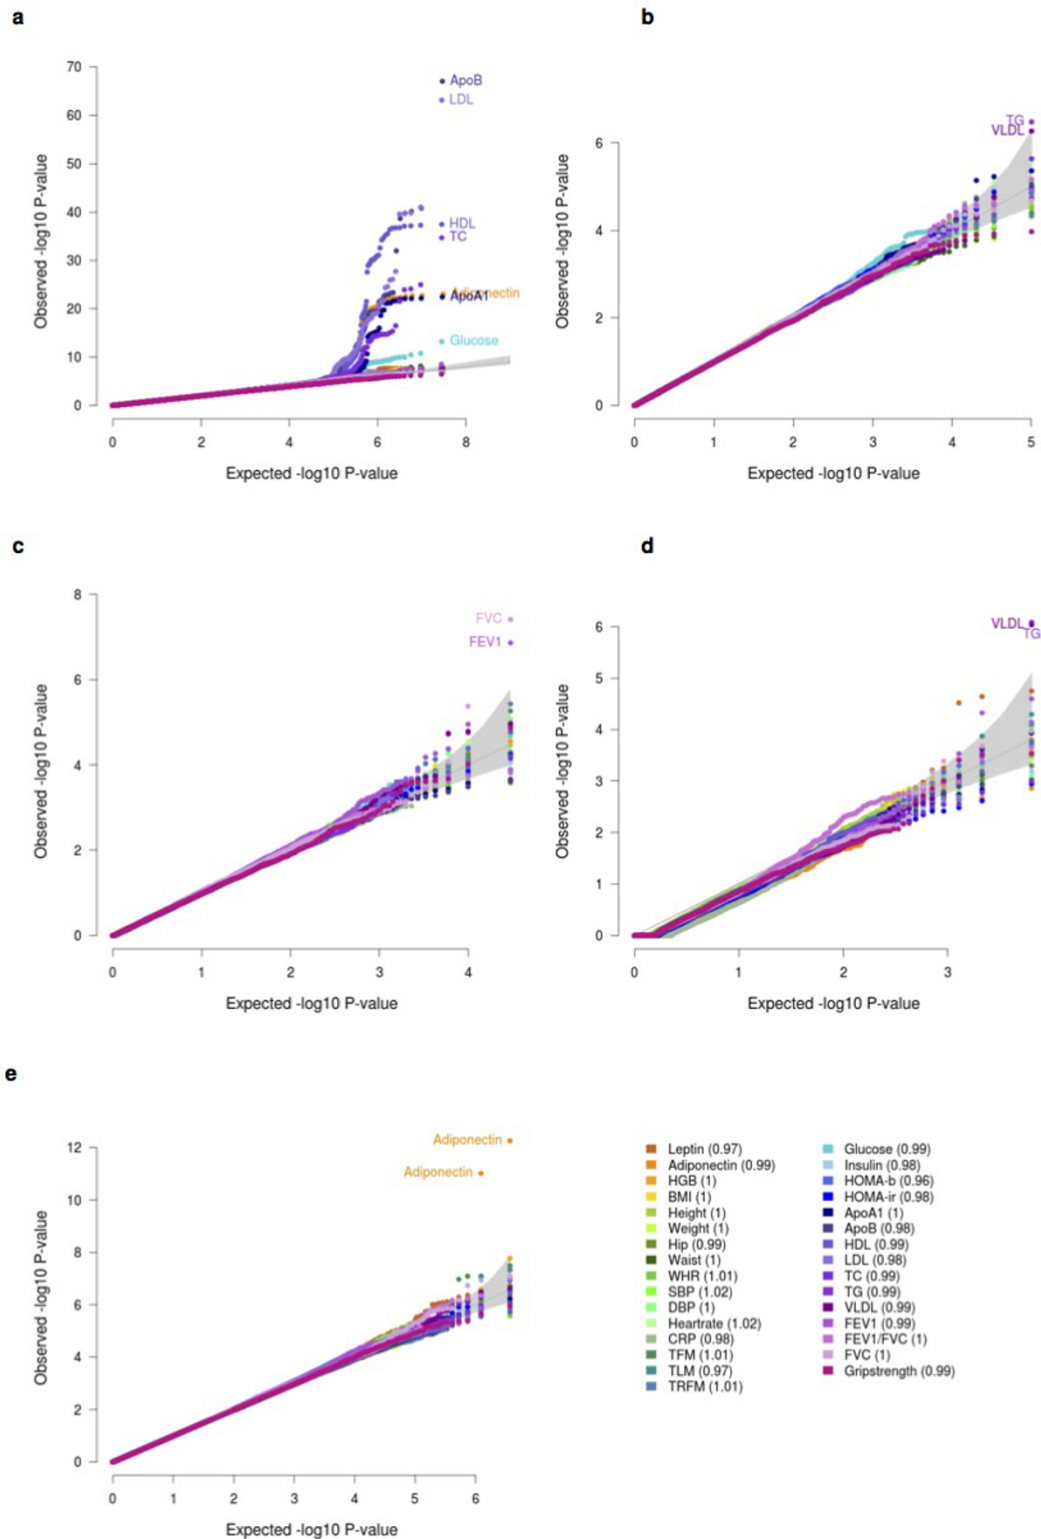 a
b
70
60
50
40
30
20
10
0
Observed -log10 P-value
ApoB
LDL
HDL
TC
Adiponectin
ApoA1
Glucose
0 2 4 6 8
Expected -log10 P-value
6
4
2
0
Observed -log10 P-value
TG
VLDL
0 1 2 3 4 5
Expected -log10 P-value
c
d
8
6
4
2
0
Observed -log10 P-value
FVC
FEV1
0 1 2 3 4
Expected -log10 P-value
6
5
4
3
2
1
0
Observed -log10 P-value
VLDL
TG
0 1 2 3
Expected -log10 P-value
e
12
10
8
6
4
2
0
Observed -log10 P-value
Adiponectin
Adiponectin
0 1 2 3 4 5 6
Expected -log10 P-value
Leptin (0.97)
Adiponectin (0.99)
HGB (1)
BMI (1)
Height (1)
Weight (1)
Hip (0.99)
Waist (1)
WHR (1.01)
SBP (1.02)
DBP (1)
Heartrate (1.02)
CRP (0.98)
TFM (1.01)
TLM (0.97)
TRFM (1.01)
Glucose (0.99)
Insulin (0.98)
HOMA-b (0.96)
HOMA-ir (0.98)
ApoA1 (1)
ApoB (0.98)
HDL (0.99)
LDL (0.98)
TC (0.99)
TG (0.99)
VLDL (0.99)
FEV1 (0.99)
FEV1/FVC (1)
FVC (1)
Gripstrength (0.99)